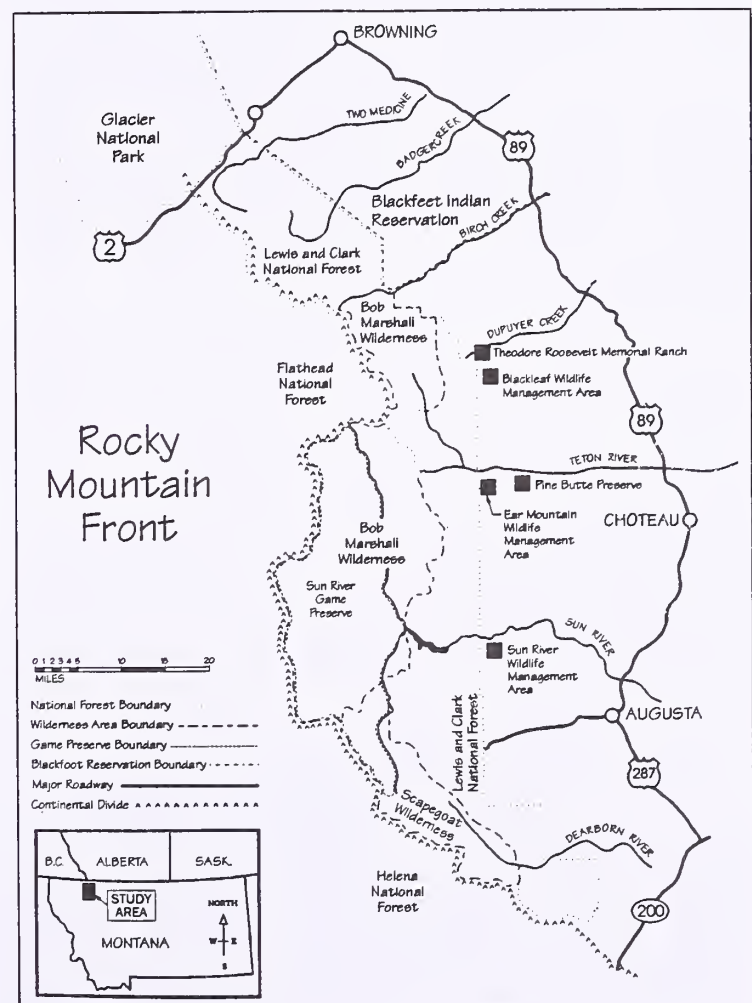 BROWNING
TWO MEDICINE
Glacier
National
Park
BADGER CREEK
89
Blackfeet Indian
Reservation
2
BIRCH CREEK
Lewis and Clark
National Forest
Bob
Marshall
Wilderness
DUPUYER CREEK
Theodore Roosevelt Memorial Ranch
Flathead
National
Forest
Blackleaf Wildlife
Management Area
89
Rocky
Mountain
Front
TETON RIVER
Pine Butte Preserve
Ear Mountain
Wildlife
Management
Area
CHOTEAU
Bob
Marshall
Wilderness
Sun River
Game
Preserve
SUN RIVER
Sun River
Wildlife
Management
Area
0 1 2 3 4 5 10 15 20
MILES
National Forest Boundary
Wilderness Area Boundary
Game Preserve Boundary
Blackfoot Reservation Boundary
Major Roadway
Continental Divide
Lewis and Clark
National Forest
AUGUSTA
287
Scapegoat
Wilderness
DEARBORN RIVER
Helena
National
Forest
200
B.C. ALBERTA SASK.
STUDY
AREA
NORTH
W E
S
MONTANA